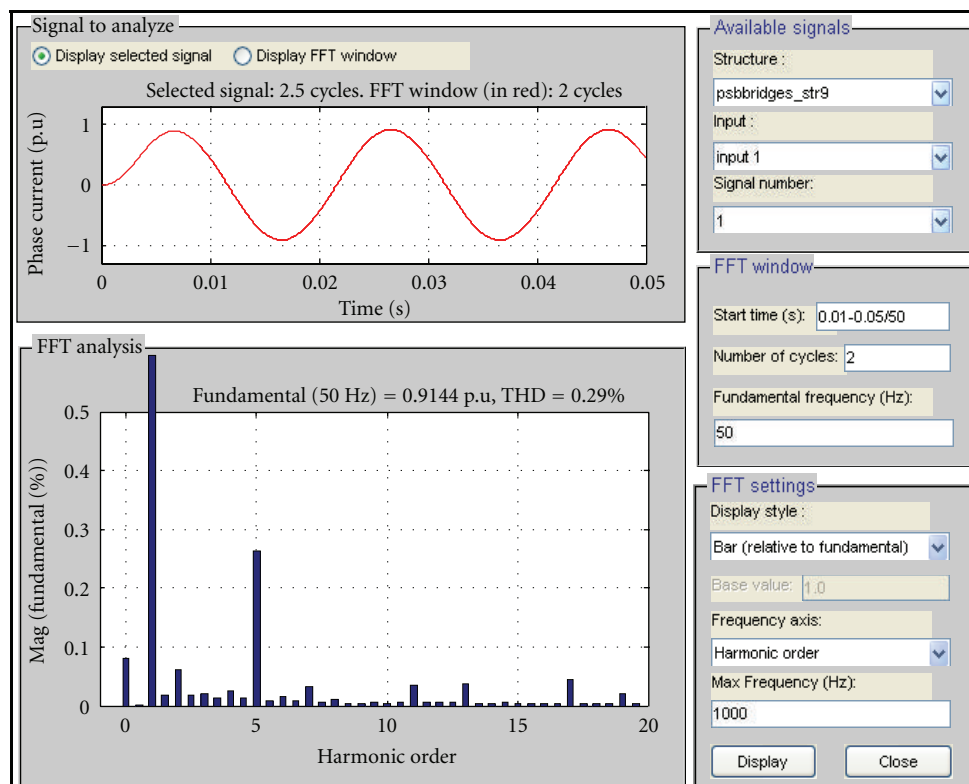 Signal to analyze
Display selected signal Display FFT window
Selected signal: 2.5 cycles. FFT window (in red): 2 cycles
Phase current (p.u)
1
0
−1
0 0.01 0.02 0.03 0.04 0.05
Time (s)
FFT analysis
Fundamental (50 Hz) = 0.9144 p.u, THD = 0.29%
Mag (fundamental (%))
0.5
0.4
0.3
0.2
0.1
0
0 5 10 15 20
Harmonic order
Available signals
Structure :
psbbridges_str9
Input :
input 1
Signal number:
1
FFT window
Start time (s): 0.01-0.05/50
Number of cycles: 2
Fundamental frequency (Hz):
50
FFT settings
Display style :
Bar (relative to fundamental)
Base value: 1.0
Frequency axis:
Harmonic order
Max Frequency (Hz):
1000
Display Close